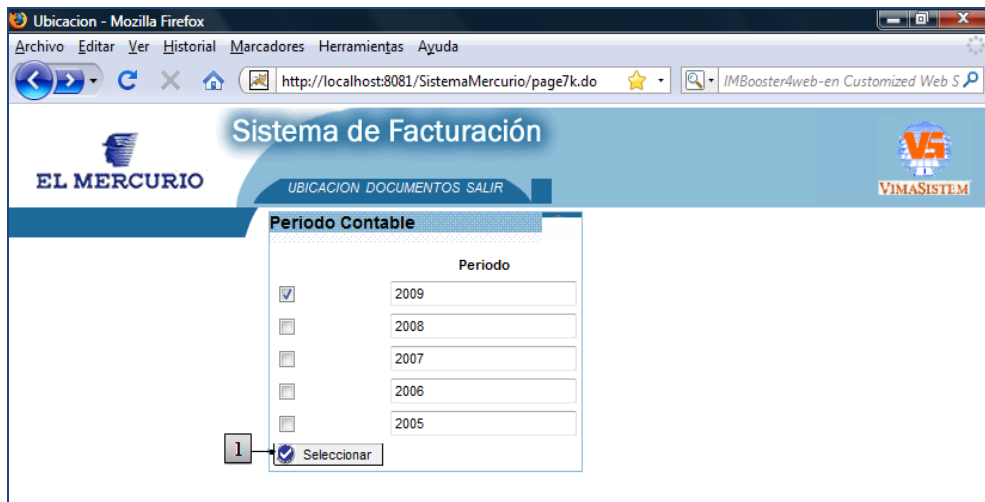 Ubicacion - Mozilla Firefox
Archivo Editar Ver Historial Marcadores Herramientas Ayuda
http://localhost:8081/SistemaMercurio/page7k.do
IMBooster4web-en Customized Web S
Sistema de Facturación
EL MERCURIO
UBICACION DOCUMENTOS SALIR
VS
VIMASISTEM
Periodo Contable
Periodo
2009
2008
2007
2006
2005
1
Seleccionar